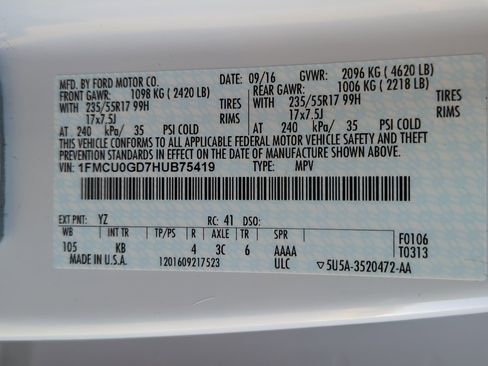 MFD. BY FORD MOTOR CO. 09/16 GVWR: 2096 KG ( 4620 LB)
FRONT GAWR: 1098 KG ( 2420 LB) REAR GAWR: 1006 KG ( 2218 LB)
WITH 235/55R17 99H TIRES WITH 235/55R17 99H TIRES
17x7.5J RIMS 17x7.5J RIMS
AT 240 kPa/ 35 PSI COLD AT 240 kPa/ 35 PSI COLD
THIS VEHICLE CONFORMS TO ALL APPLICABLE FEDERAL MOTOR VEHICLE SAFETY AND THEFT
PREVENTION STANDARDS IN EFFECT ON THE DATE OF MANUFACTURE SHOWN ABOVE.
VIN: 1FMCU0GD7HUB75419 TYPE: MPV
EXT PNT: YZ RC: 41 DSO:
WB INT TR TP/PS R AXLE TR SPR F0106
105 KB 4 3C 6 AAAA T0313
MADE IN U.S.A. 1201609217523 ULC ▽5U5A-3520472-AA